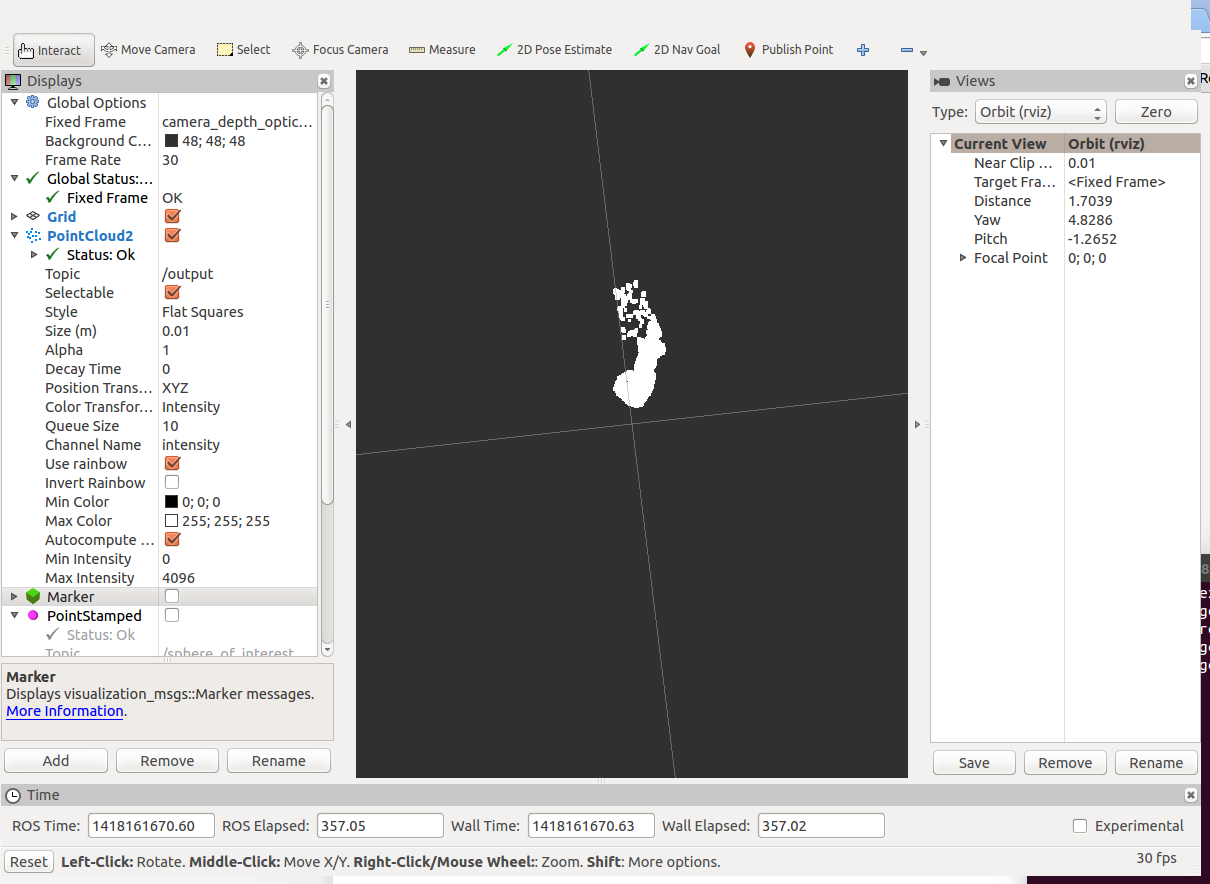 Interact Move Camera Select Focus Camera Measure 2D Pose Estimate 2D Nav Goal Publish Point
Displays
Global Options
Fixed Frame camera_depth_optic...
Background C... 48; 48; 48
Frame Rate 30
Global Status:...
Fixed Frame OK
Grid
PointCloud2
Status: Ok
Topic /output
Selectable
Style Flat Squares
Size (m) 0.01
Alpha 1
Decay Time 0
Position Trans... XYZ
Color Transfor... Intensity
Queue Size 10
Channel Name intensity
Use rainbow
Invert Rainbow
Min Color 0; 0; 0
Max Color 255; 255; 255
Autocompute ...
Min Intensity 0
Max Intensity 4096
Marker
PointStamped
Status: Ok
Topic /sphere_of_interest
Marker
Displays visualization_msgs::Marker messages.
More Information.
Add Remove Rename
Views
Type: Orbit (rviz) Zero
Current View Orbit (rviz)
Near Clip ... 0.01
Target Fra... <Fixed Frame>
Distance 1.7039
Yaw 4.8286
Pitch -1.2652
Focal Point 0; 0; 0
Save Remove Rename
Time
ROS Time: 1418161670.60 ROS Elapsed: 357.05 Wall Time: 1418161670.63 Wall Elapsed: 357.02 Experimental
Reset Left-Click: Rotate. Middle-Click: Move X/Y. Right-Click/Mouse Wheel:: Zoom. Shift: More options. 30 fps